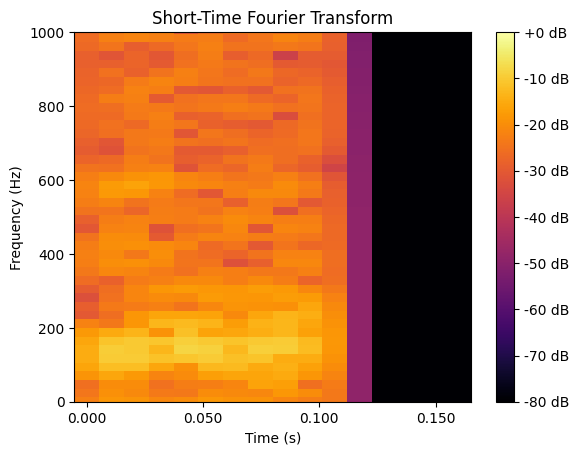 Short-Time Fourier Transform
1000
800
600
400
200
0
Frequency (Hz)
0.000
0.050
0.100
0.150
Time (s)
+0 dB
-10 dB
-20 dB
-30 dB
-40 dB
-50 dB
-60 dB
-70 dB
-80 dB